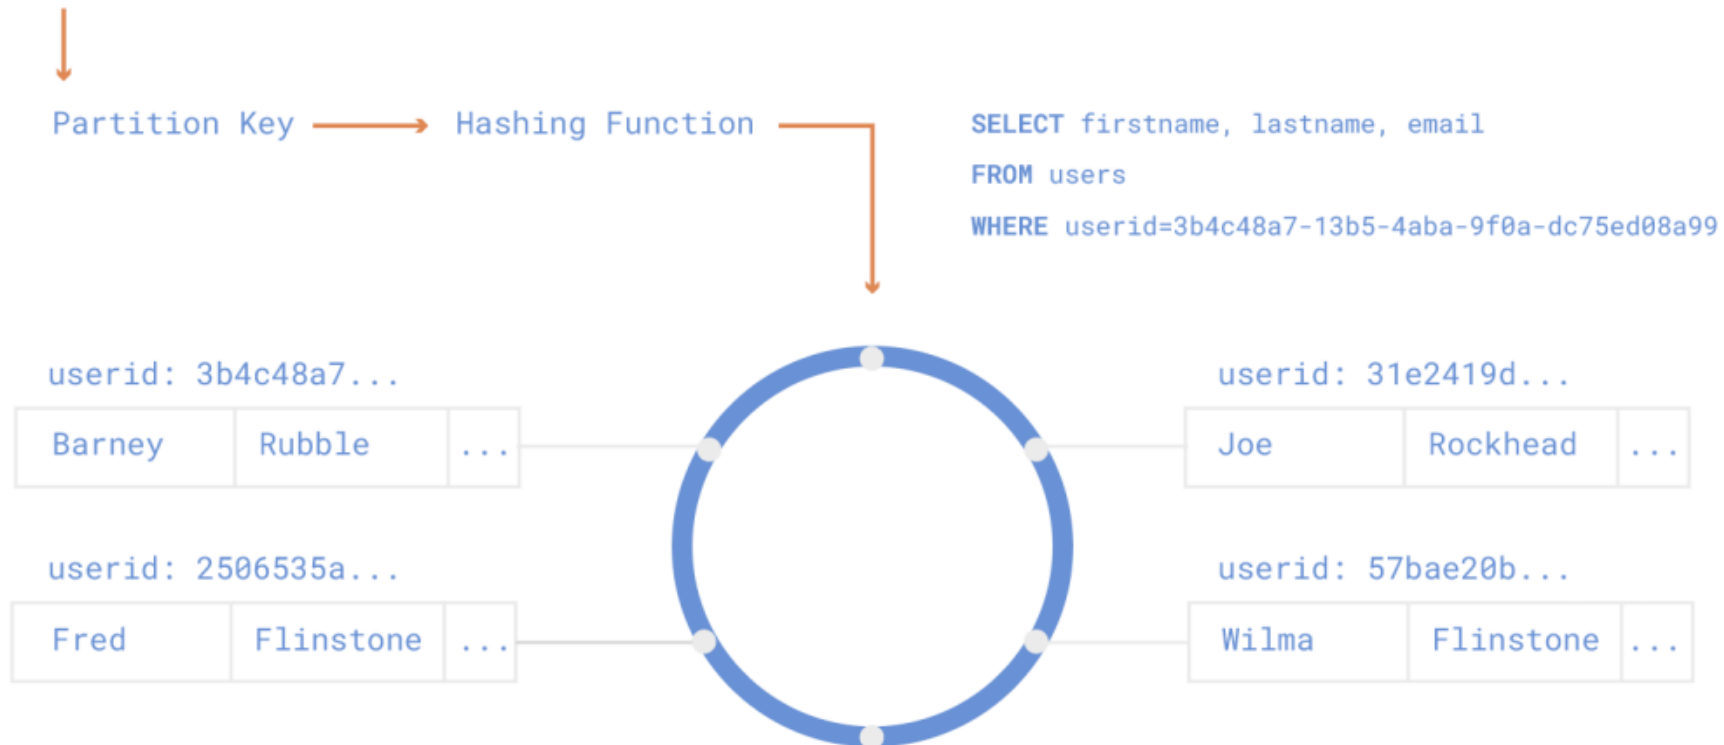 Partition Key
Hashing Function
SELECT firstname, lastname, email
FROM users
WHERE userid=3b4c48a7-13b5-4aba-9f0a-dc75ed08a99
userid: 3b4c48a7...
Barney Rubble ...
userid: 31e2419d...
Joe Rockhead ...
userid: 2506535a...
Fred Flinstone ...
userid: 57bae20b...
Wilma Flinstone ...